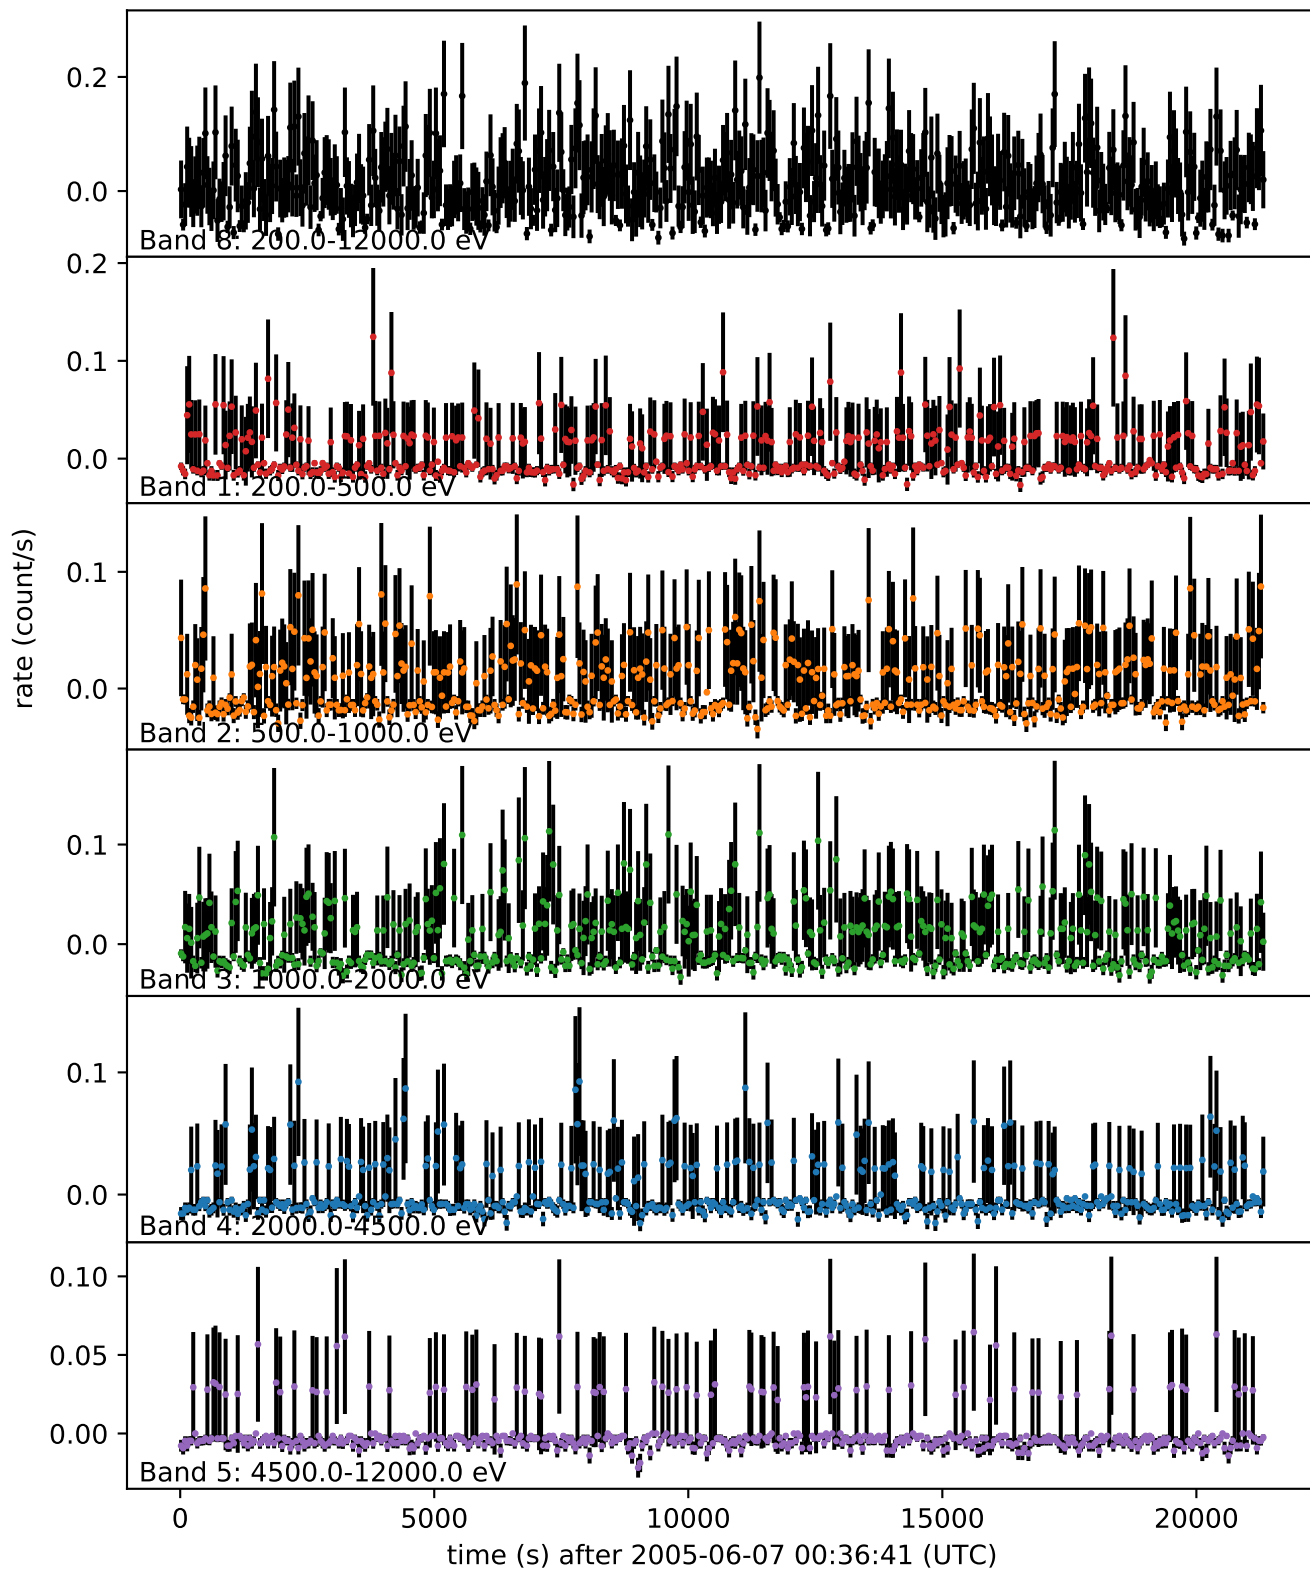 0.2
0.0
Band 8: 200.0-12000.0 eV
0.2
0.1
0.0
Band 1: 200.0-500.0 eV
rate (count/s)
0.1
0.0
Band 2: 500.0-1000.0 eV
0.1
0.0
Band 3: 1000.0-2000.0 eV
0.1
0.0
Band 4: 2000.0-4500.0 eV
0.10
0.05
0.00
Band 5: 4500.0-12000.0 eV
0 5000 10000 15000 20000
time (s) after 2005-06-07 00:36:41 (UTC)